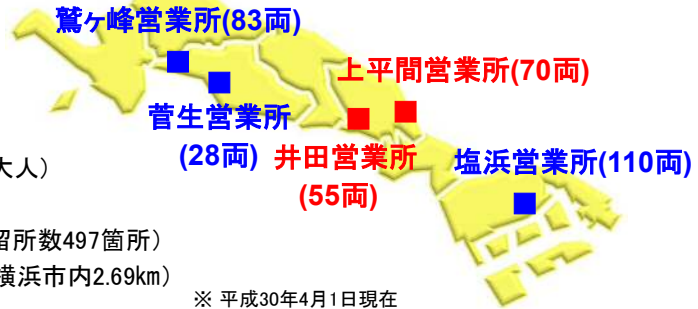 鷲ヶ峰営業所(83両)
上平間営業所(70両)
菅生営業所
(28両)
井田営業所
(55両)
塩浜営業所(110両)
大人）
留所数497箇所）
横浜市内2.69km）
※ 平成30年4月1日現在